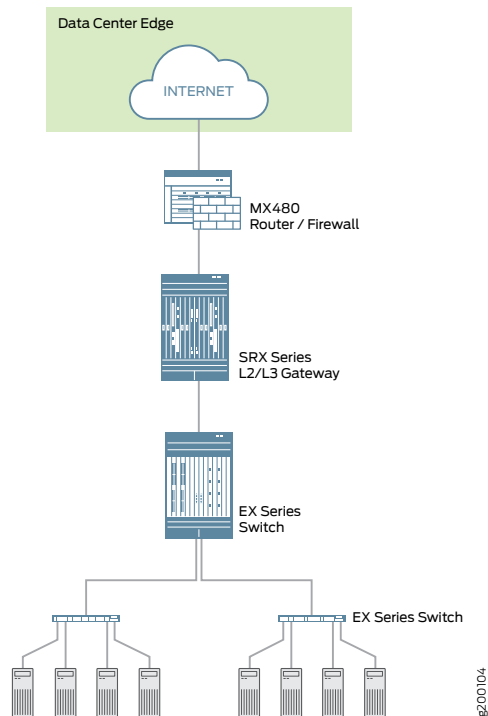 Data Center Edge
INTERNET
MX480
Router / Firewall
SRX Series
L2/L3 Gateway
EX Series
Switch
EX Series Switch
g200104